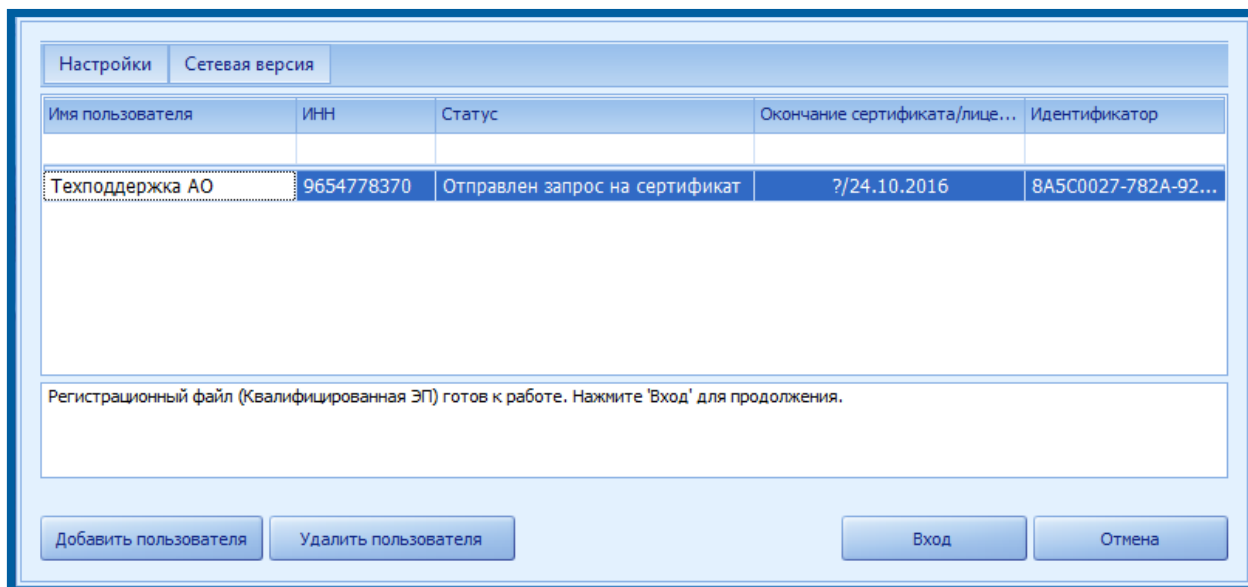 Настройки Сетевая версия
Имя пользователя ИНН Статус Окончание сертификата/лице... Идентификатор
Техподдержка АО 9654778370 Отправлен запрос на сертификат ?/24.10.2016 8A5C0027-782A-92...
Регистрационный файл (Квалифицированная ЭП) готов к работе. Нажмите 'Вход' для продолжения.
Добавить пользователя Удалить пользователя Вход Отмена